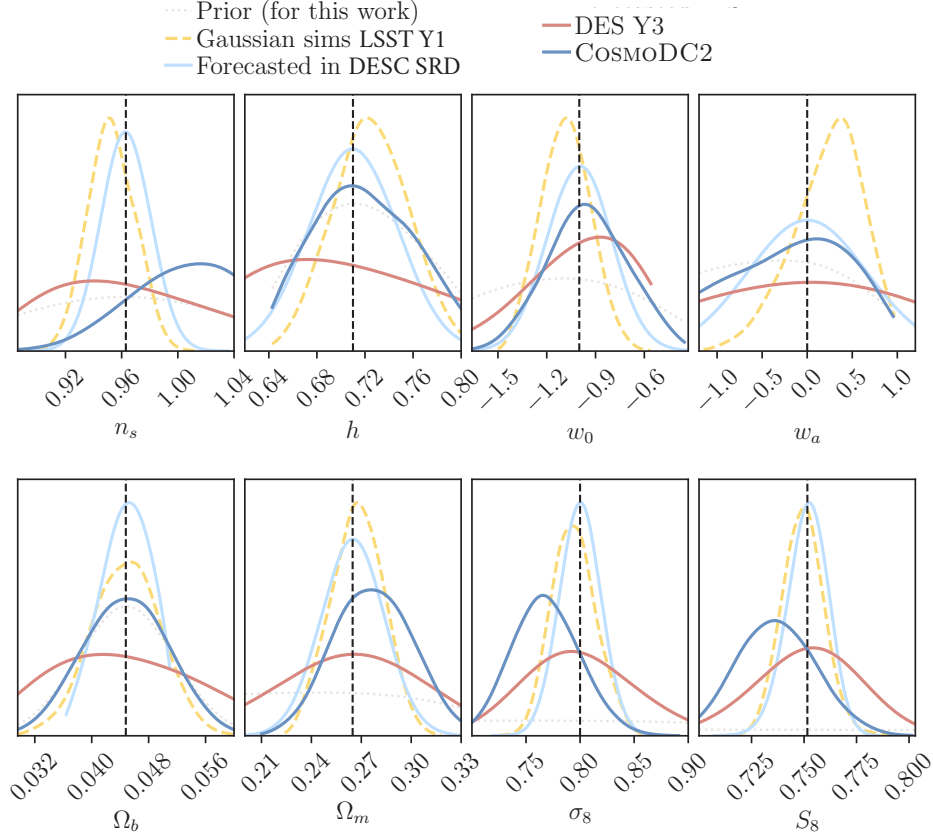 Prior (for this work)
Gaussian sims LSST Y1
Forecasted in DESC SRD
DES Y3
COSMODC2
0.92 0.96 1.00 1.04
n_s
0.64 0.68 0.72 0.76 0.80
h
−1.5 −1.2 −0.9 −0.6
w_0
−1.0 −0.5 0.0 0.5 1.0
w_a
0.032 0.040 0.048 0.056
Ω_b
0.21 0.24 0.27 0.30 0.33
Ω_m
0.75 0.80 0.85 0.90
σ_8
0.725 0.750 0.775 0.800
S_8